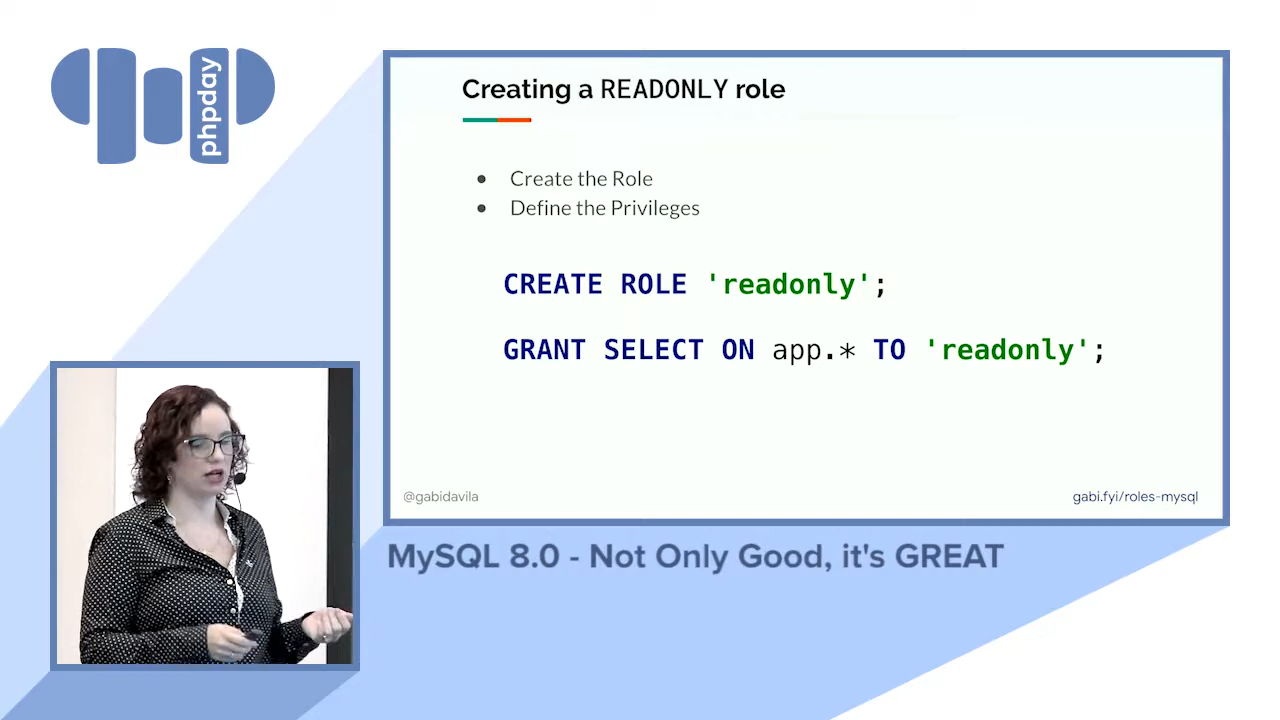 phpday
Creating a READONLY role
● Create the Role
● Define the Privileges
CREATE ROLE 'readonly';
GRANT SELECT ON app.* TO 'readonly';
@gabidavila
gabi.fyi/roles-mysql
MySQL 8.0 - Not Only Good, it's GREAT